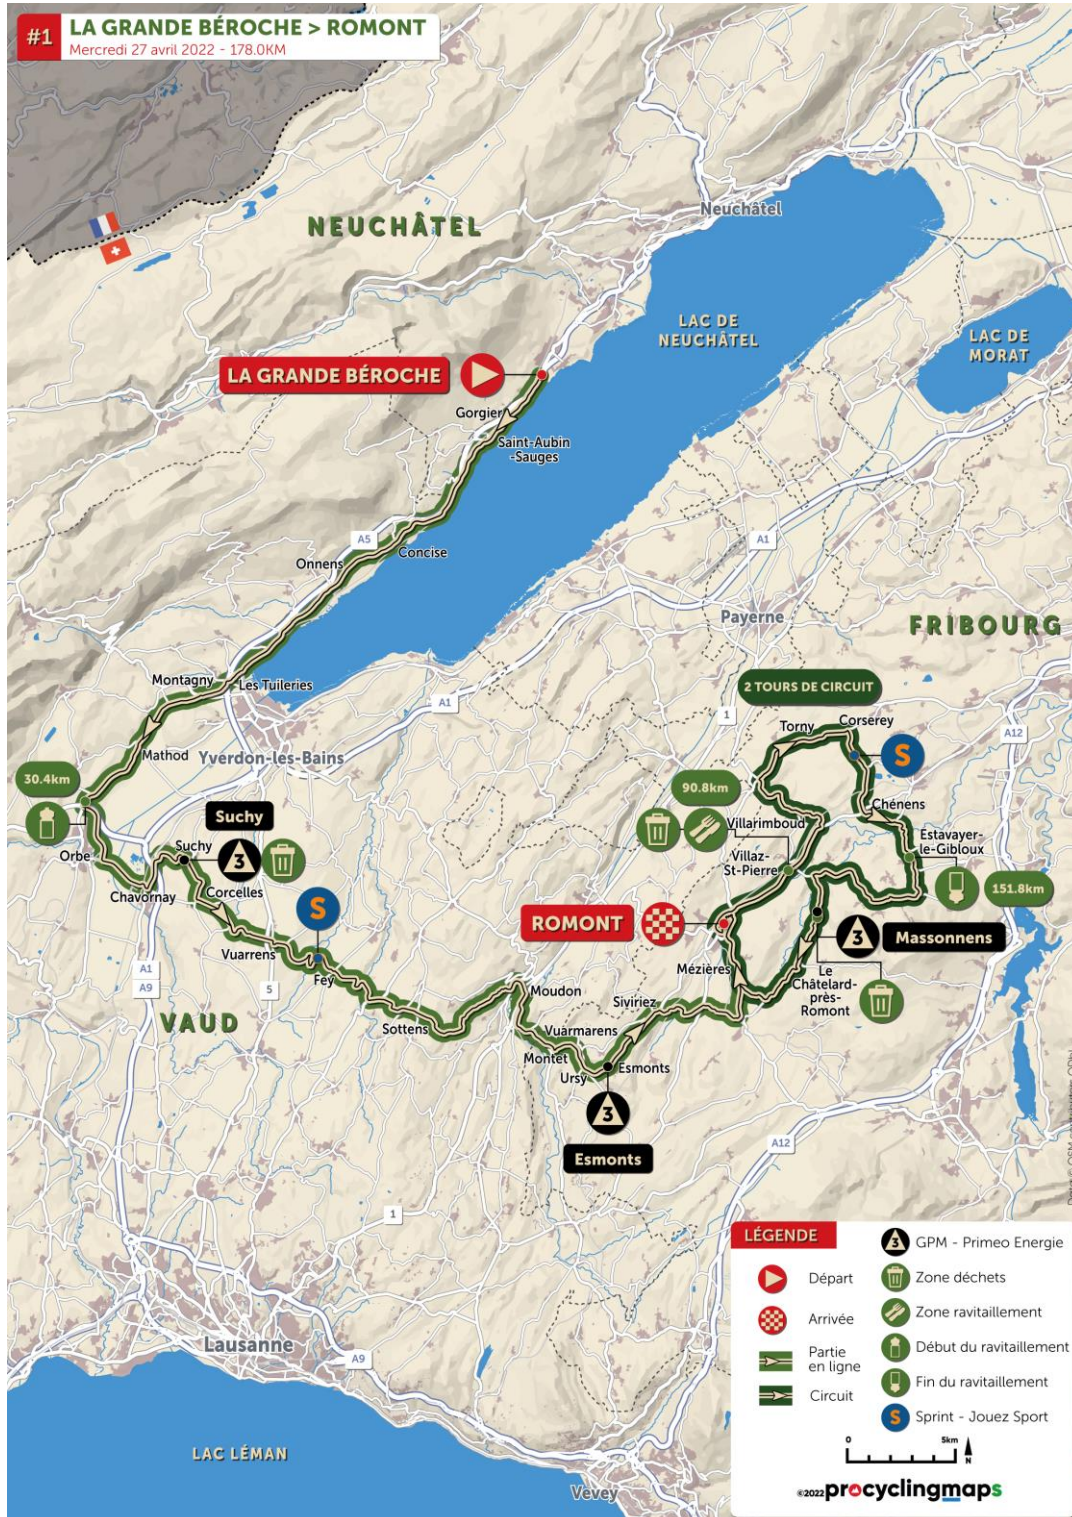 #1
LA GRANDE BÉROCHE > ROMONT
Mercredi 27 avril 2022 - 178.0KM
NEUCHÂTEL
Neuchâtel
LAC DE
NEUCHÂTEL
LAC DE
MORAT
LA GRANDE BÉROCHE
Gorgier
Saint-Aubin
-Sauges
A5
Concise
Onnens
A1
Payerne
FRIBOURG
Montagny
Les Tuileries
2 TOURS DE CIRCUIT
A1
1
Torny
Corserey
A12
S
Mathod
Yverdon-les-Bains
30.4km
90.8km
Chénens
Suchy
Villarimboud
Estavayer-
le-Gibloux
Orbe
Suchy
3
Villaz-
St-Pierre
151.8km
Chavornay
Corcelles
S
ROMONT
3
Massonnens
Vuarrens
Fey
Mézières
Le
Châtelard-
près-
Romont
A1
A9
5
Moudon
Siviriez
VAUD
Sottens
Vuarmarens
Montet
Ursy
Esmonts
3
Esmonts
A12
1
Lausanne
A9
LAC LÉMAN
Vevey
LÉGENDE
Départ
Arrivée
Partie
en ligne
Circuit
3
GPM - Primeo Energie
Zone déchets
Zone ravitaillement
Début du ravitaillement
Fin du ravitaillement
S
Sprint - Jouez Sport
0
5km
N
©2022 procyclingmaps